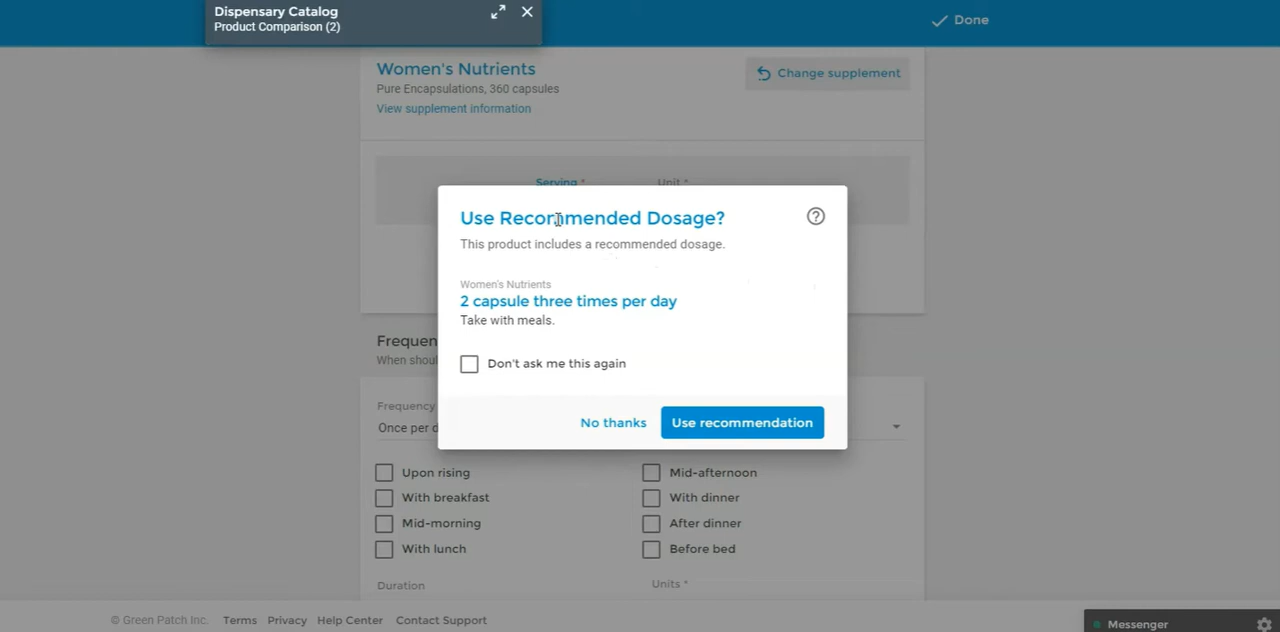 Dispensary Catalog
Product Comparison (2)
Done
Women's Nutrients
Pure Encapsulations, 360 capsules
View supplement information
Change supplement
Serving *
Unit *
Use Recommended Dosage?
This product includes a recommended dosage.
Women's Nutrients
2 capsule three times per day
Take with meals.
Don't ask me this again
No thanks
Use recommendation
Frequen
When shoul
Frequency
Once per d
Upon rising
Mid-afternoon
With breakfast
With dinner
Mid-morning
After dinner
With lunch
Before bed
Duration
Units *
© Green Patch Inc.
Terms
Privacy
Help Center
Contact Support
Messenger